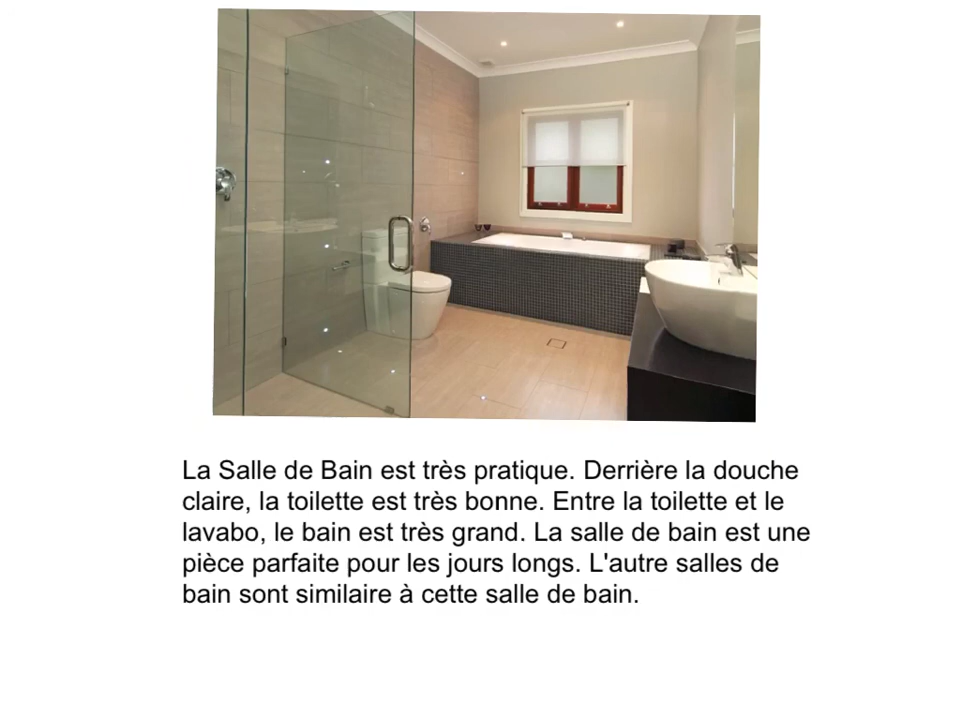 La Salle de Bain est très pratique. Derrière la douche
claire, la toilette est très bonne. Entre la toilette et le
lavabo, le bain est très grand. La salle de bain est une
pièce parfaite pour les jours longs. L'autre salles de
bain sont similaire à cette salle de bain.